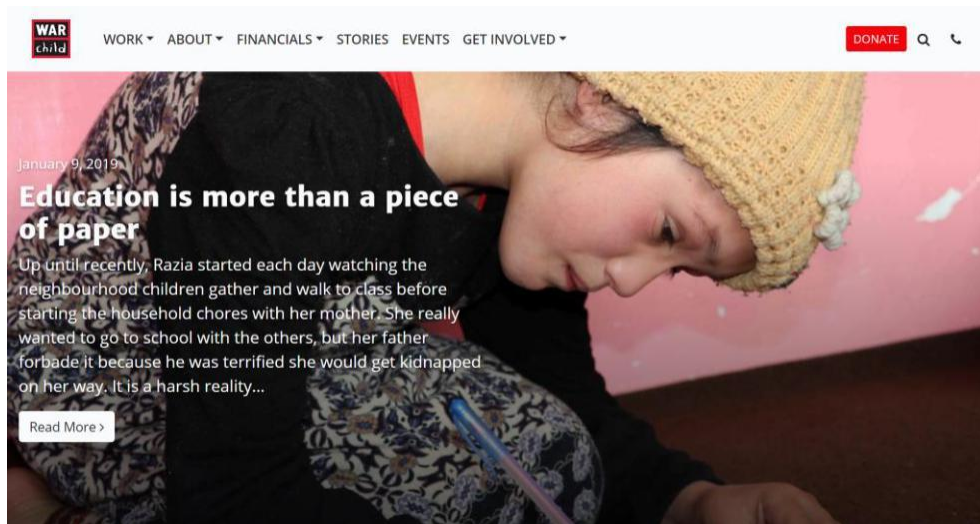 WAR
child
WORK ABOUT FINANCIALS STORIES EVENTS GET INVOLVED DONATE
January 9, 2019
Education is more than a piece
of paper
Up until recently, Razia started each day watching the
neighbourhood children gather and walk to class before
starting the household chores with her mother. She really
wanted to go to school with the others, but her father
forbade it because he was terrified she would get kidnapped
on her way. It is a harsh reality...
Read More >